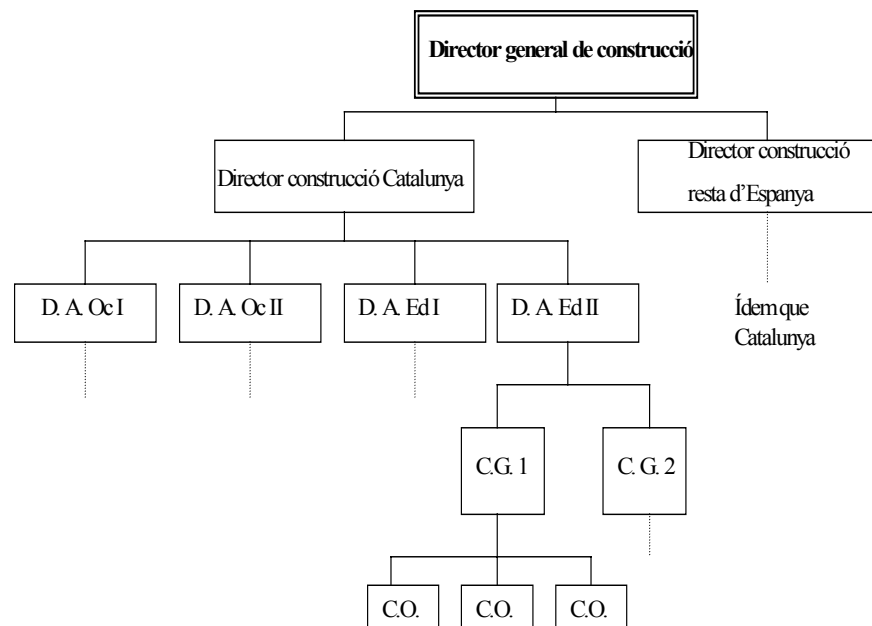 Director general de construcció
Director construcció Catalunya
Director construcció
resta d'Espanya
D. A. Oc I
D. A. Oc II
D. A. Ed I
D. A. Ed II
Ídem que
Catalunya
C.G. 1
C. G. 2
C.O.
C.O.
C.O.